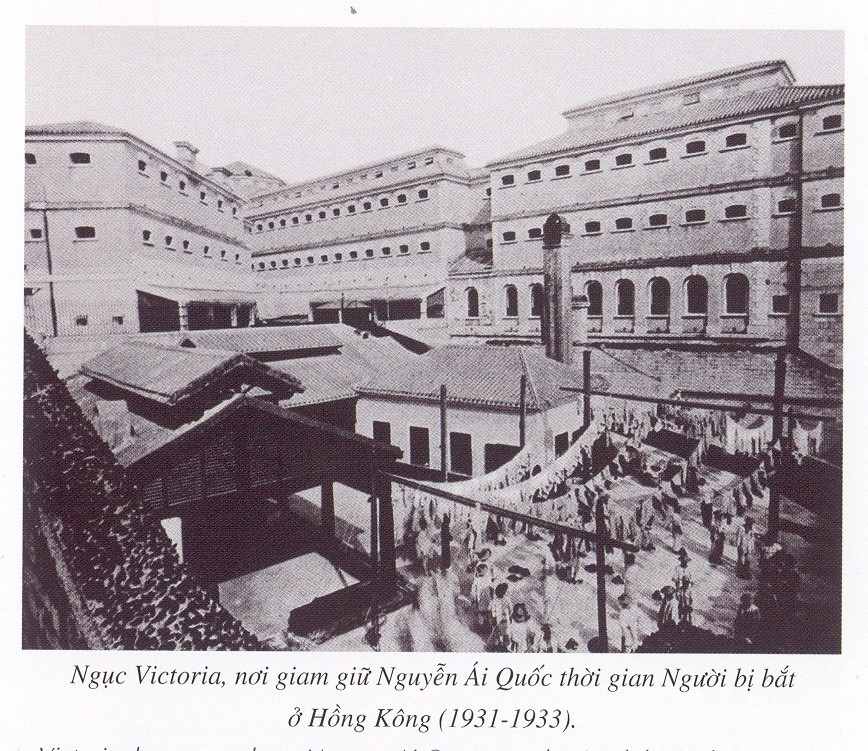 Ngục Victoria, nơi giam giữ Nguyễn Ái Quốc thời gian Người bị bắt
ở Hồng Kông (1931-1933).